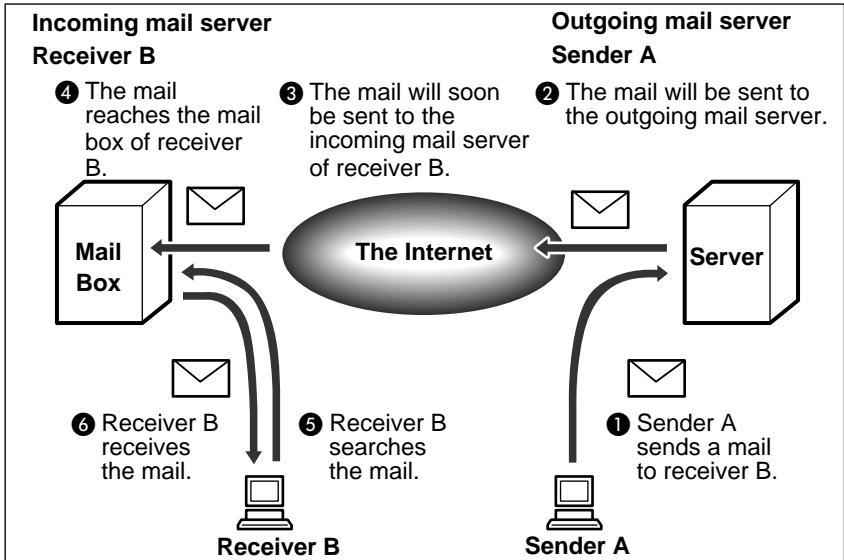 Incoming mail server
Receiver B
Outgoing mail server
Sender A
❹ The mail
reaches the mail
box of receiver
B.
❸ The mail will soon
be sent to the
incoming mail server
of receiver B.
❷ The mail will be sent to
the outgoing mail server.
Mail
Box
The Internet
Server
❻ Receiver B
receives
the mail.
❺ Receiver B
searches
the mail.
❶ Sender A
sends a mail
to receiver B.
Receiver B
Sender A